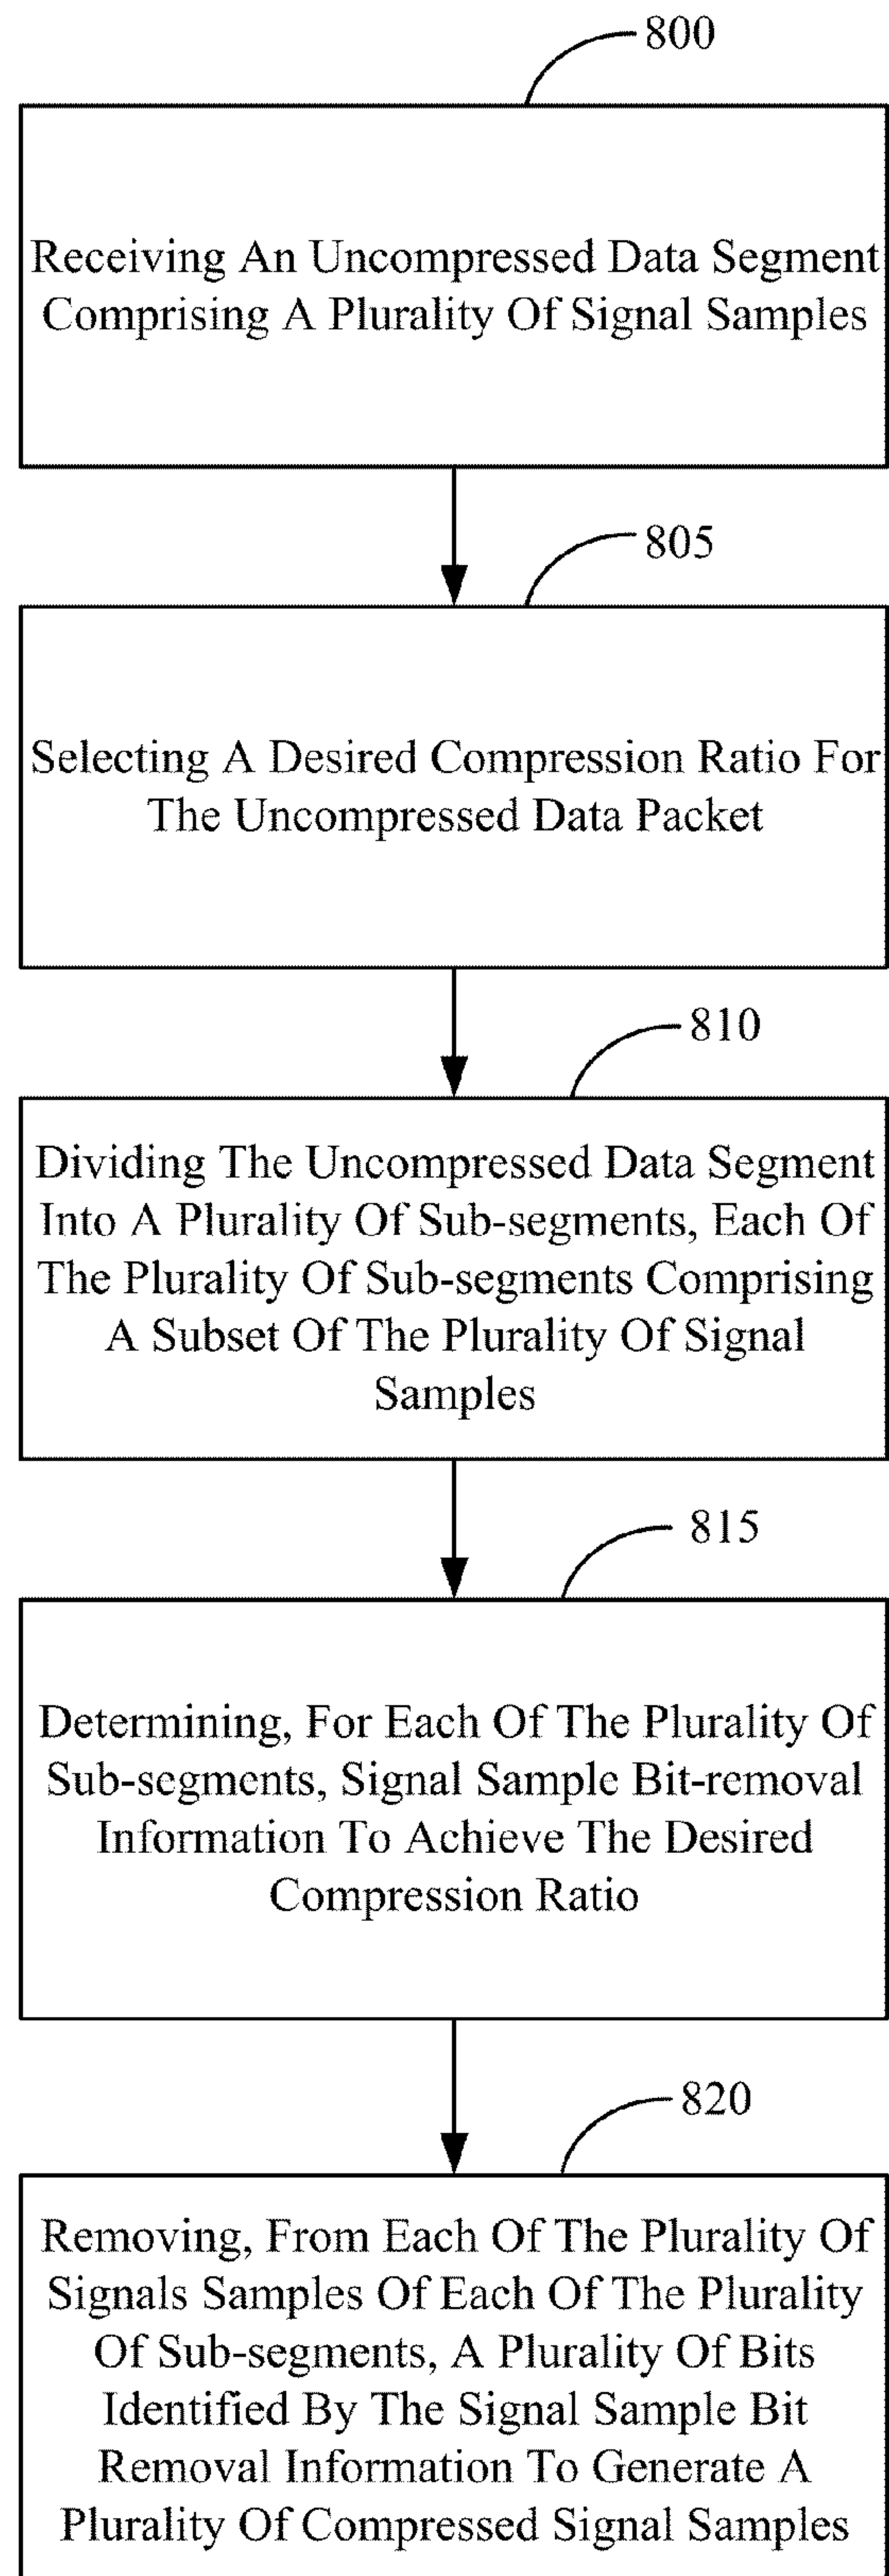 800
Receiving An Uncompressed Data Segment
Comprising A Plurality Of Signal Samples
805
Selecting A Desired Compression Ratio For
The Uncompressed Data Packet
810
Dividing The Uncompressed Data Segment
Into A Plurality Of Sub-segments, Each Of
The Plurality Of Sub-segments Comprising
A Subset Of The Plurality Of Signal
Samples
815
Determining, For Each Of The Plurality Of
Sub-segments, Signal Sample Bit-removal
Information To Achieve The Desired
Compression Ratio
820
Removing, From Each Of The Plurality Of
Signals Samples Of Each Of The Plurality
Of Sub-segments, A Plurality Of Bits
Identified By The Signal Sample Bit
Removal Information To Generate A
Plurality Of Compressed Signal Samples